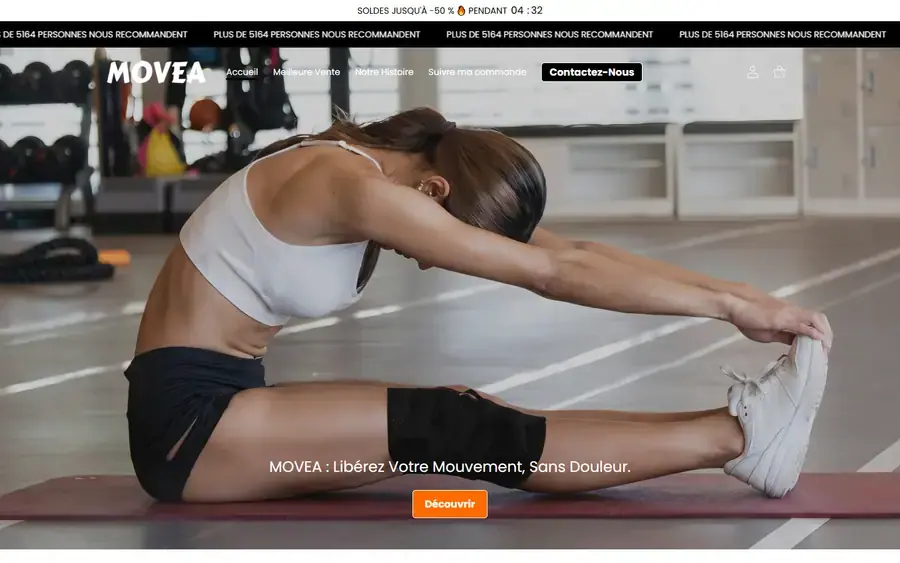 SOLDES JUSQU'À -50 % 🔥 PENDANT 04 : 32
S DE 5164 PERSONNES NOUS RECOMMANDENT PLUS DE 5164 PERSONNES NOUS RECOMMANDENT PLUS DE 5164 PERSONNES NOUS RECOMMANDENT PLUS DE 5164 PERSONNES NOUS RECOMMANDENT
MOVEA Accueil Meilleure Vente Notre Histoire Suivre ma commande Contactez-Nous
MOVEA : Libérez Votre Mouvement, Sans Douleur.
Découvrir